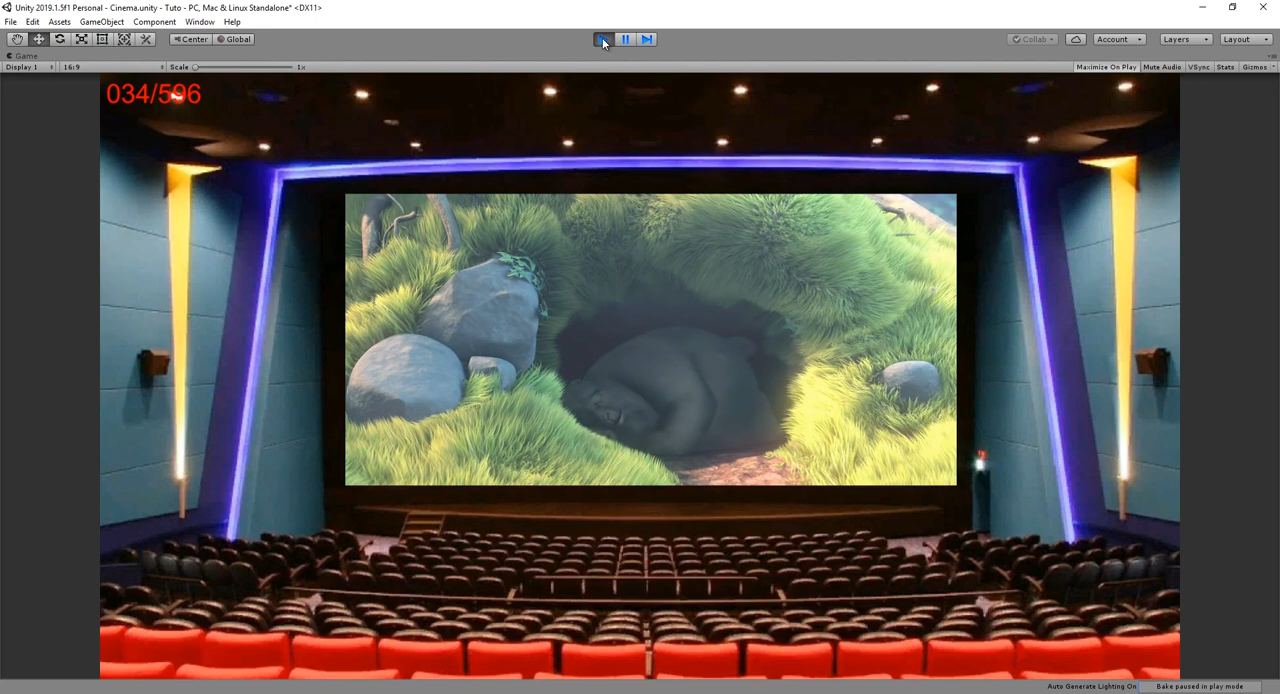 Unity 2019.1.5f1 Personal - Cinema.unity - Tuto - PC, Mac & Linux Standalone* <DX11>
File Edit Assets GameObject Component Window Help
Center Global Collab Account Layers Layout
Game
Display 1 16:9 Scale 1x Maximize On Play Mute Audio VSync Stats Gizmos
034/596
Auto Generate Lighting On Bake paused in play mode